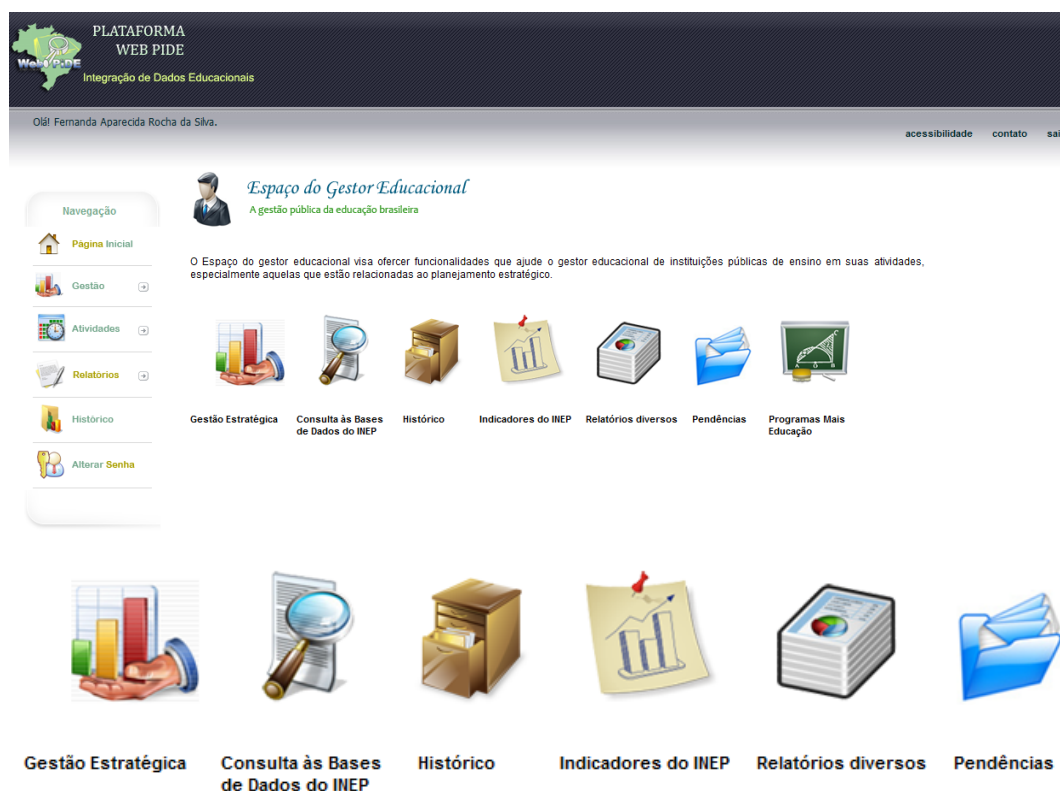 PLATAFORMA
WEB PIDE
Web PIDE
Integração de Dados Educacionais
Olá! Fernanda Aparecida Rocha da Silva.
acessibilidade contato sai
Navegação
Página Inicial
Gestão
Atividades
Relatórios
Histórico
Alterar Senha
Espaço do Gestor Educacional
A gestão pública da educação brasileira
O Espaço do gestor educacional visa ofercer funcionalidades que ajude o gestor educacional de instituições públicas de ensino em suas atividades,
especialmente aquelas que estão relacionadas ao planejamento estratégico.
Gestão Estratégica Consulta às Bases Histórico Indicadores do INEP Relatórios diversos Pendências Programas Mais
de Dados do INEP Educação
Gestão Estratégica Consulta às Bases Histórico Indicadores do INEP Relatórios diversos Pendências
de Dados do INEP